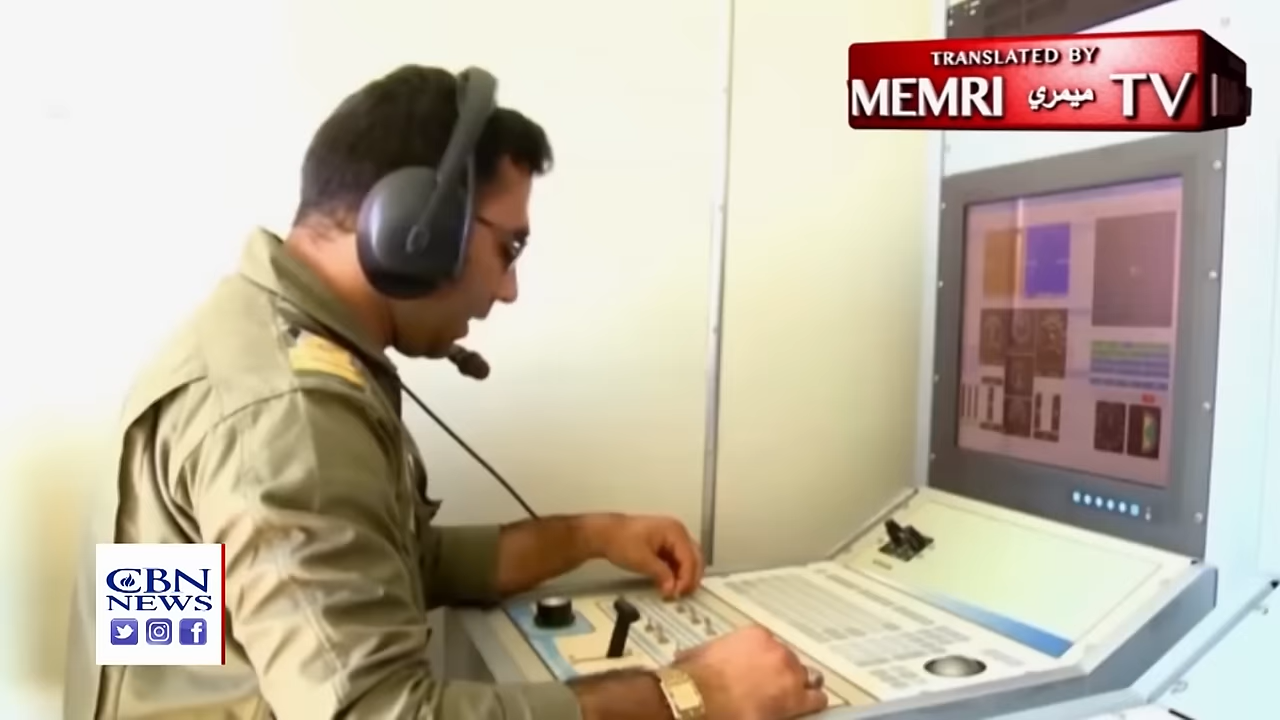 TRANSLATED BY
MEMRI ميمري TV
CBN
NEWS